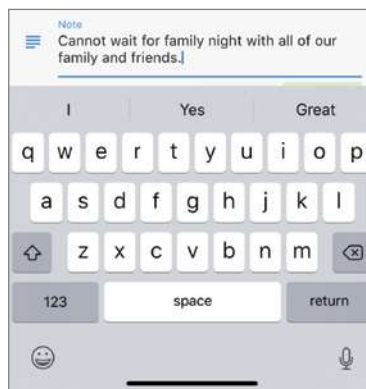 Note
Cannot wait for family night with all of our
family and friends.
I Yes Great
q w e r t y u i o p
a s d f g h j k l
z x c v b n m
123 space return